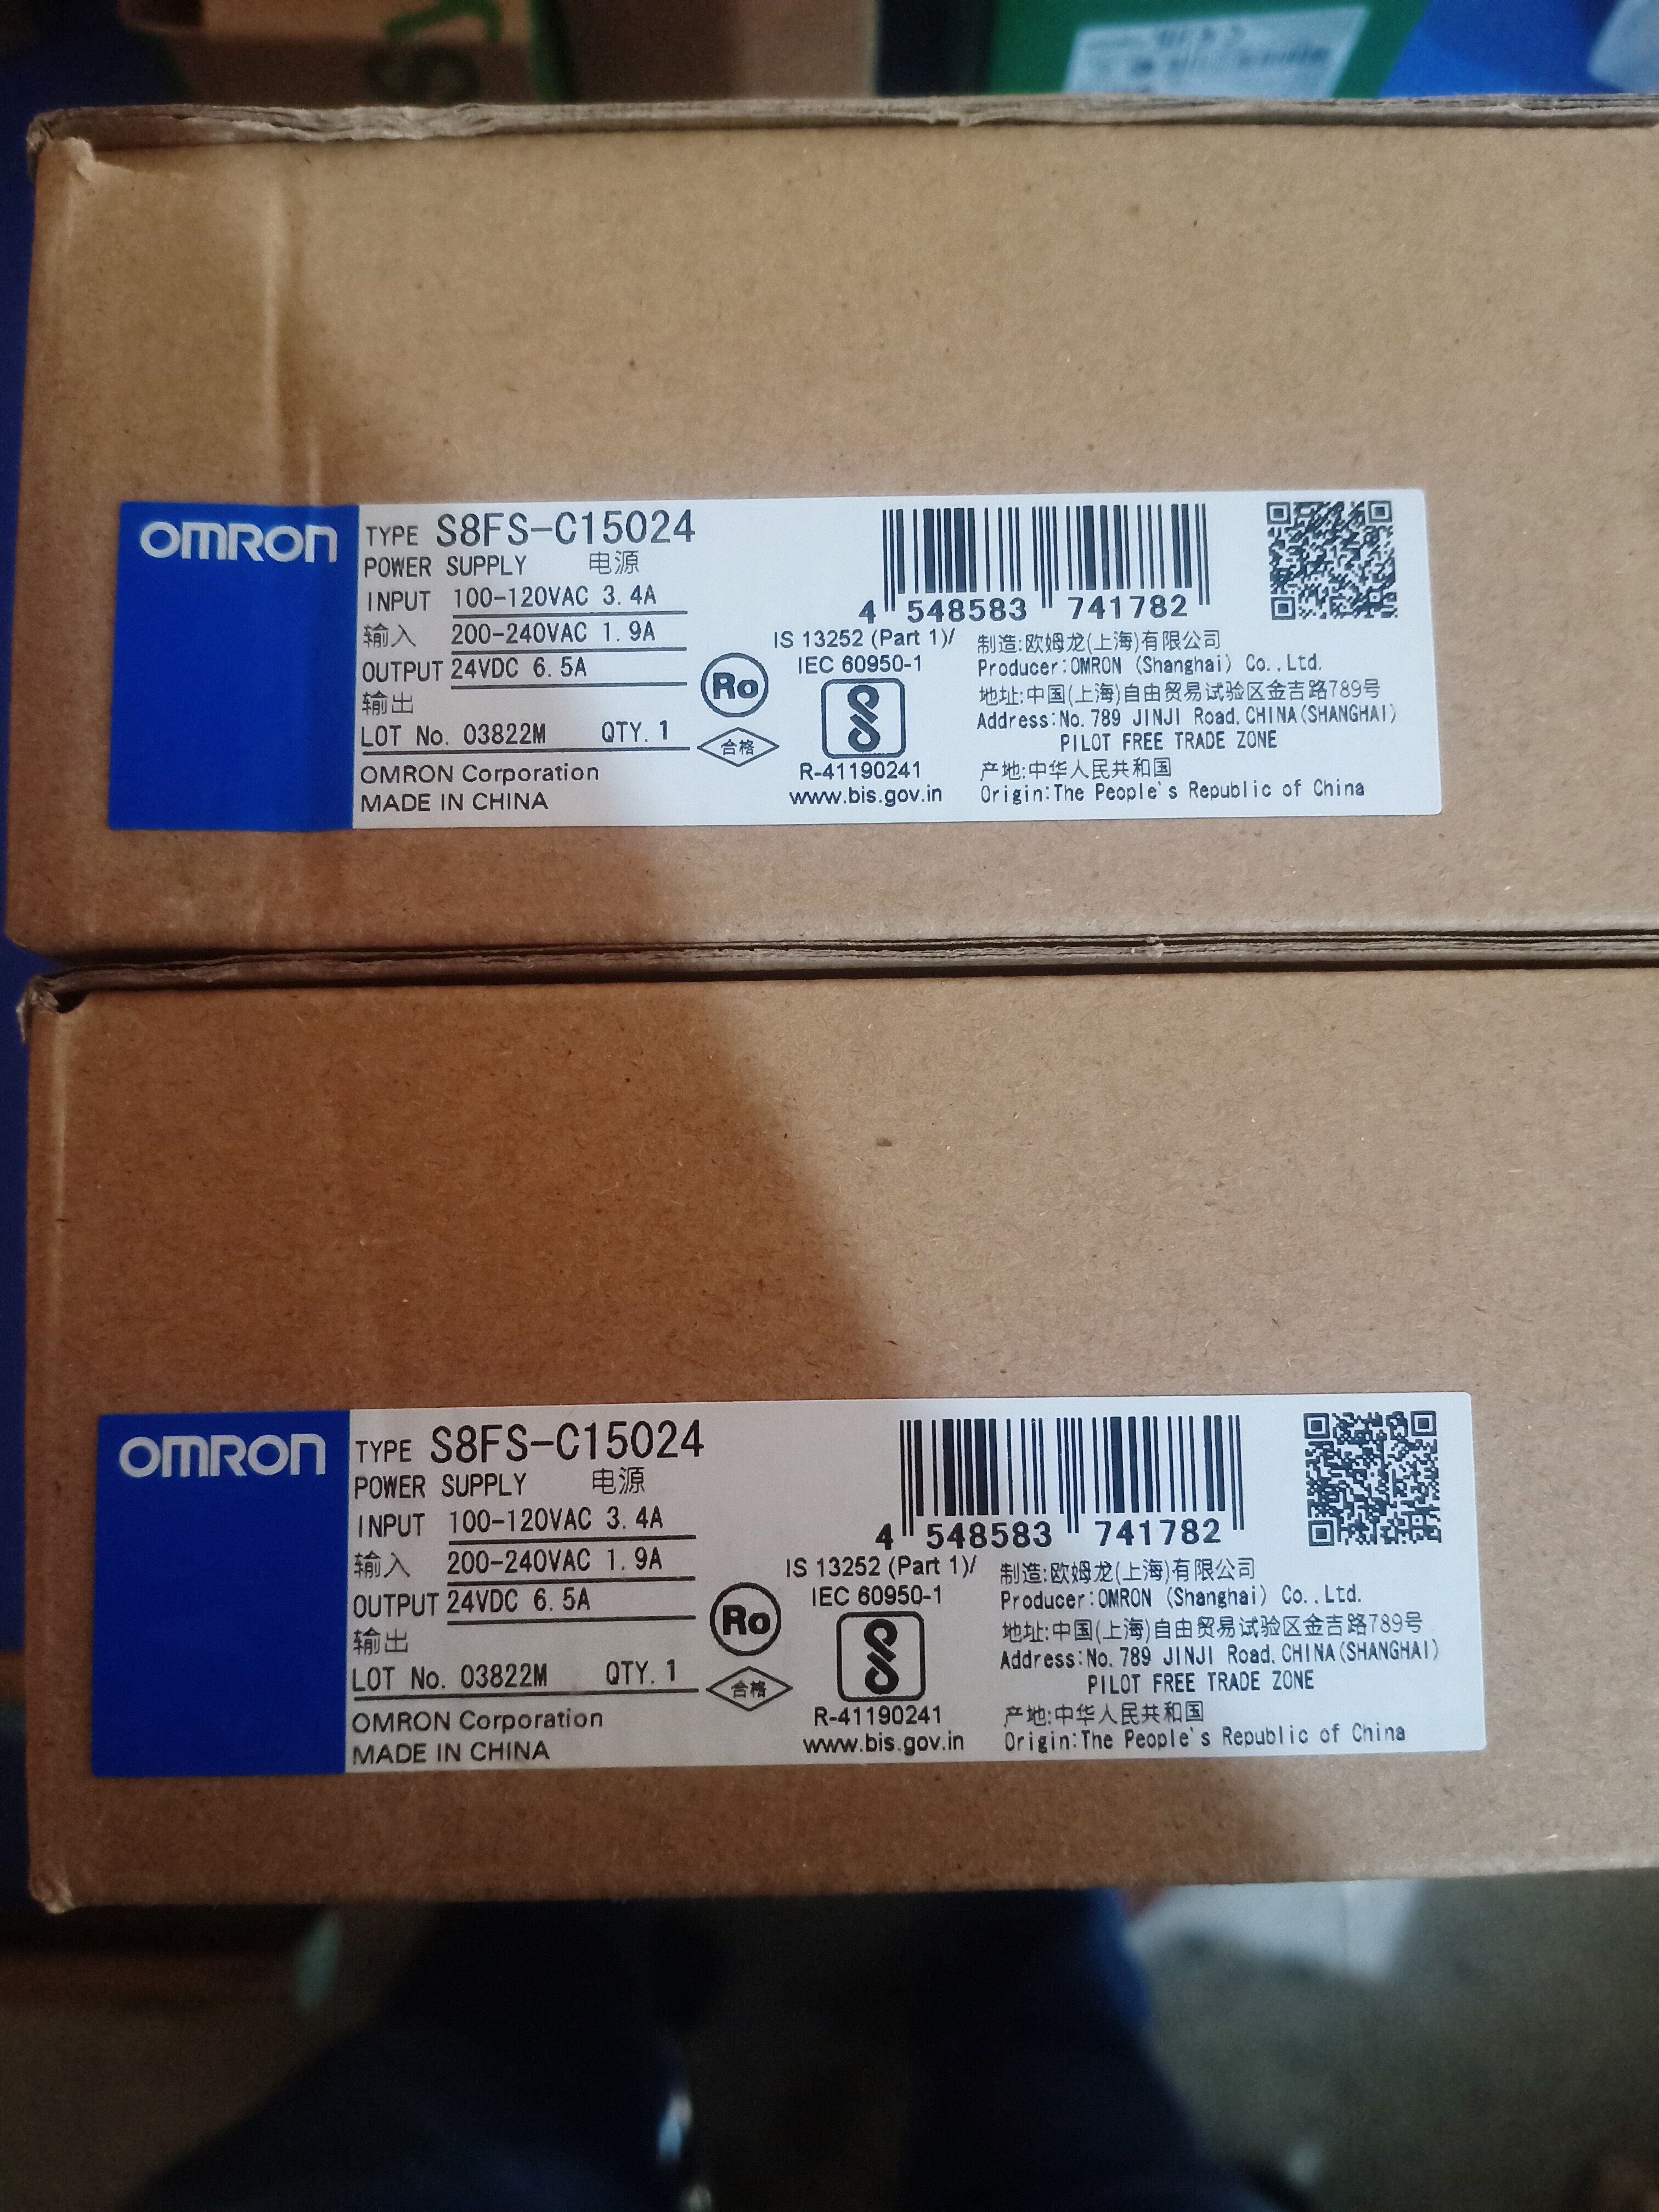 OMRON
TYPE S8FS-C15024
POWER SUPPLY 电源
INPUT 100-120VAC 3.4A
输入 200-240VAC 1.9A
OUTPUT 24VDC 6.5A
输出
LOT No. 03822M QTY. 1
OMRON Corporation
MADE IN CHINA
Ro
合格
4 548583 741782
IS 13252 (Part 1)/
IEC 60950-1
R-41190241
www.bis.gov.in
制造:欧姆龙(上海)有限公司
Producer:OMRON (Shanghai) Co.,Ltd.
地址:中国(上海)自由贸易试验区金吉路789号
Address:No.789 JINJI Road,CHINA(SHANGHAI)
PILOT FREE TRADE ZONE
产地:中华人民共和国
Origin:The People's Republic of China
OMRON
TYPE S8FS-C15024
POWER SUPPLY 电源
INPUT 100-120VAC 3.4A
输入 200-240VAC 1.9A
OUTPUT 24VDC 6.5A
输出
LOT No. 03822M QTY. 1
OMRON Corporation
MADE IN CHINA
Ro
合格
4 548583 741782
IS 13252 (Part 1)/
IEC 60950-1
R-41190241
www.bis.gov.in
制造:欧姆龙(上海)有限公司
Producer:OMRON (Shanghai) Co.,Ltd.
地址:中国(上海)自由贸易试验区金吉路789号
Address:No.789 JINJI Road,CHINA(SHANGHAI)
PILOT FREE TRADE ZONE
产地:中华人民共和国
Origin:The People's Republic of China